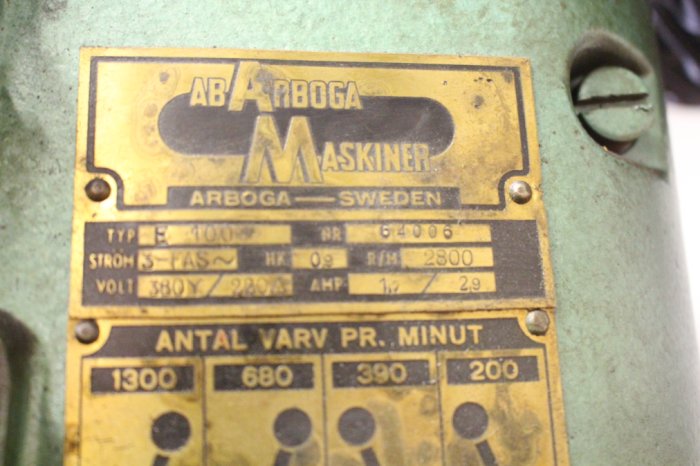 AB ARBOGA
MASKINER
ARBOGA — SWEDEN
TYP E 100 NR 64006
STRÖM 3-FAS~ HK 0,9 R/M 2800
VOLT 380Y/220Δ AMP 1,7 / 2,9
ANTAL VARV PR. MINUT
1300 680 390 200